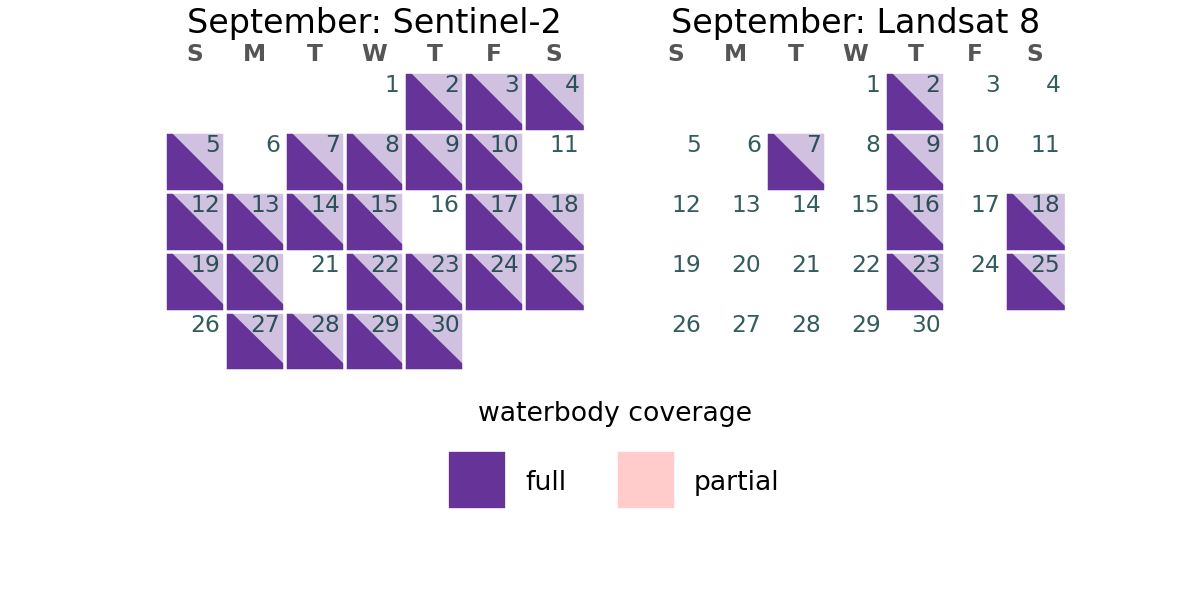 September: Sentinel-2
S M T W T F S
1 2 3 4
5 6 7 8 9 10 11
12 13 14 15 16 17 18
19 20 21 22 23 24 25
26 27 28 29 30
September: Landsat 8
S M T W T F S
1 2 3 4
5 6 7 8 9 10 11
12 13 14 15 16 17 18
19 20 21 22 23 24 25
26 27 28 29 30
waterbody coverage
full
partial